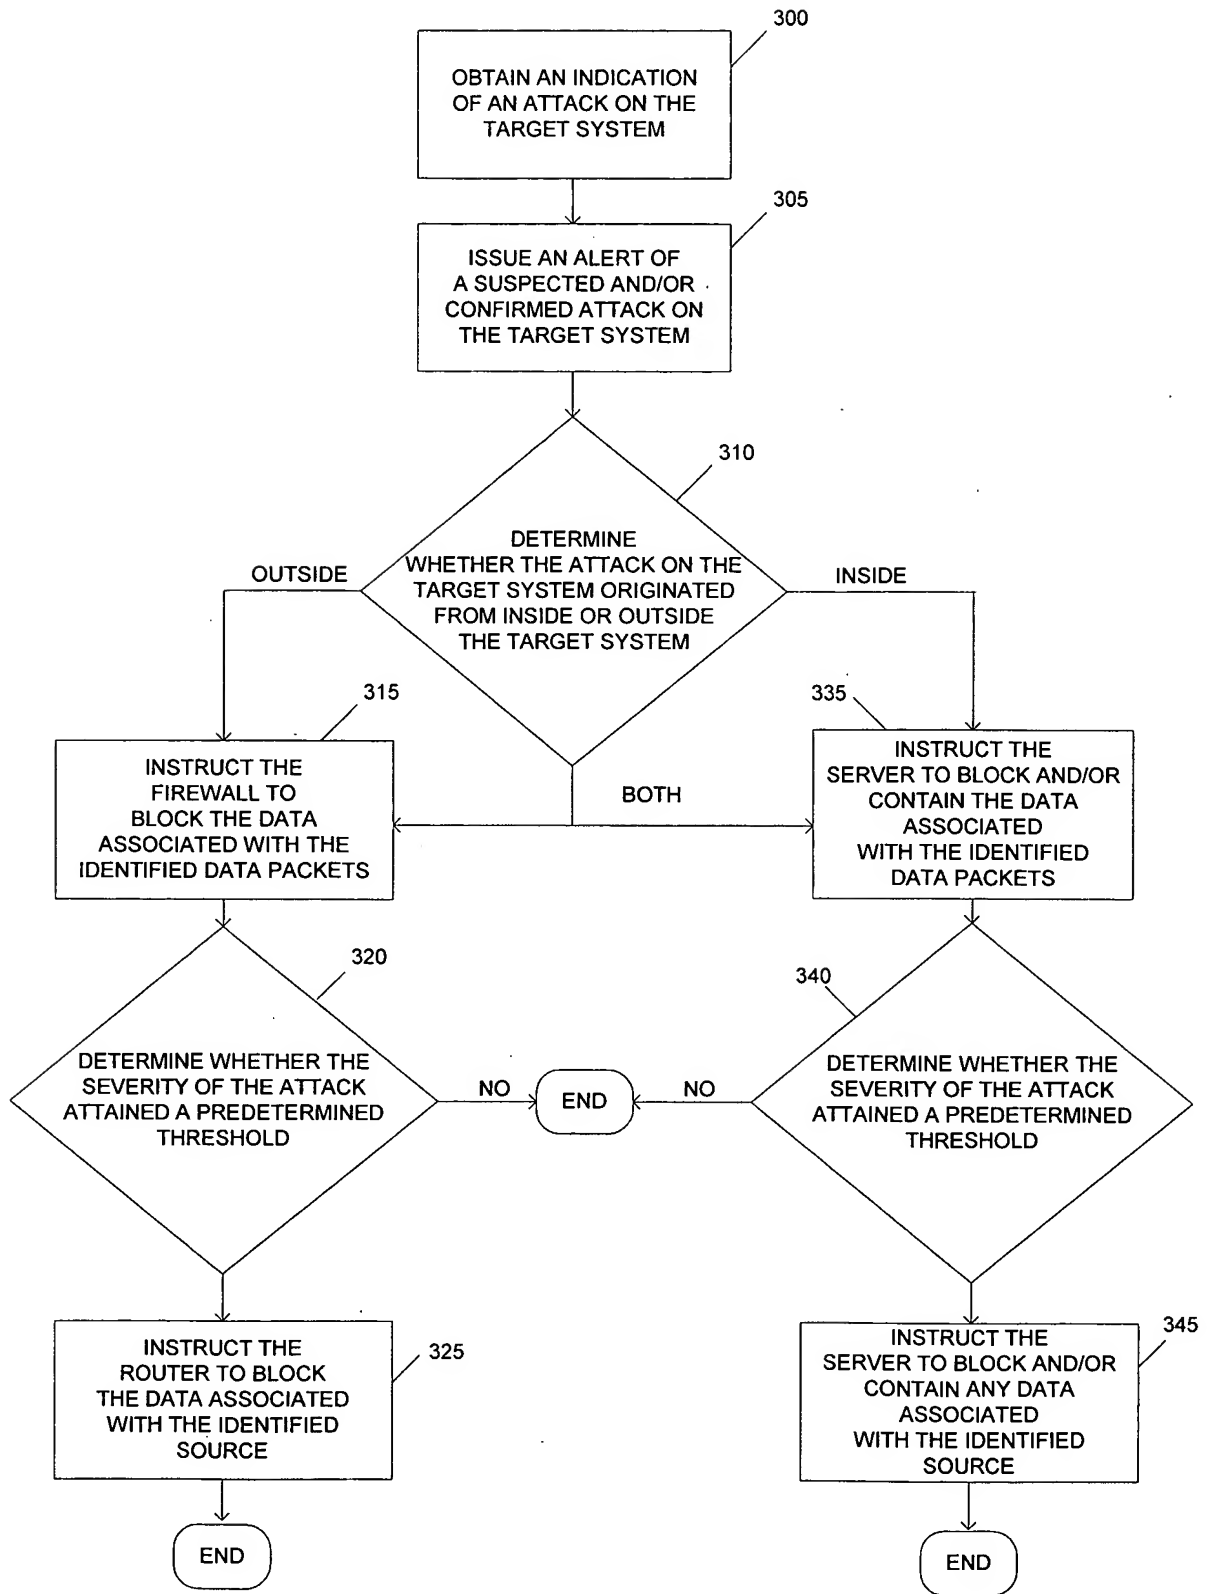 300
OBTAIN AN INDICATION
OF AN ATTACK ON THE
TARGET SYSTEM
305
ISSUE AN ALERT OF
A SUSPECTED AND/OR
CONFIRMED ATTACK ON
THE TARGET SYSTEM
310
DETERMINE
WHETHER THE ATTACK ON THE
TARGET SYSTEM ORIGINATED
FROM INSIDE OR OUTSIDE
THE TARGET SYSTEM
OUTSIDE
INSIDE
BOTH
315
INSTRUCT THE
FIREWALL TO
BLOCK THE DATA
ASSOCIATED WITH THE
IDENTIFIED DATA PACKETS
335
INSTRUCT THE
SERVER TO BLOCK AND/OR
CONTAIN THE DATA
ASSOCIATED
WITH THE IDENTIFIED
DATA PACKETS
320
DETERMINE WHETHER THE
SEVERITY OF THE ATTACK
ATTAINED A PREDETERMINED
THRESHOLD
NO
END
NO
340
DETERMINE WHETHER THE
SEVERITY OF THE ATTACK
ATTAINED A PREDETERMINED
THRESHOLD
325
INSTRUCT THE
ROUTER TO BLOCK
THE DATA ASSOCIATED
WITH THE IDENTIFIED
SOURCE
END
345
INSTRUCT THE
SERVER TO BLOCK AND/OR
CONTAIN ANY DATA
ASSOCIATED
WITH THE IDENTIFIED
SOURCE
END